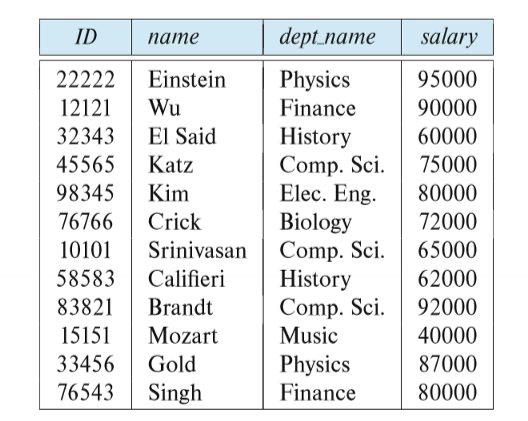 ID name dept_name salary
22222 Einstein Physics 95000
12121 Wu Finance 90000
32343 El Said History 60000
45565 Katz Comp. Sci. 75000
98345 Kim Elec. Eng. 80000
76766 Crick Biology 72000
10101 Srinivasan Comp. Sci. 65000
58583 Califieri History 62000
83821 Brandt Comp. Sci. 92000
15151 Mozart Music 40000
33456 Gold Physics 87000
76543 Singh Finance 80000